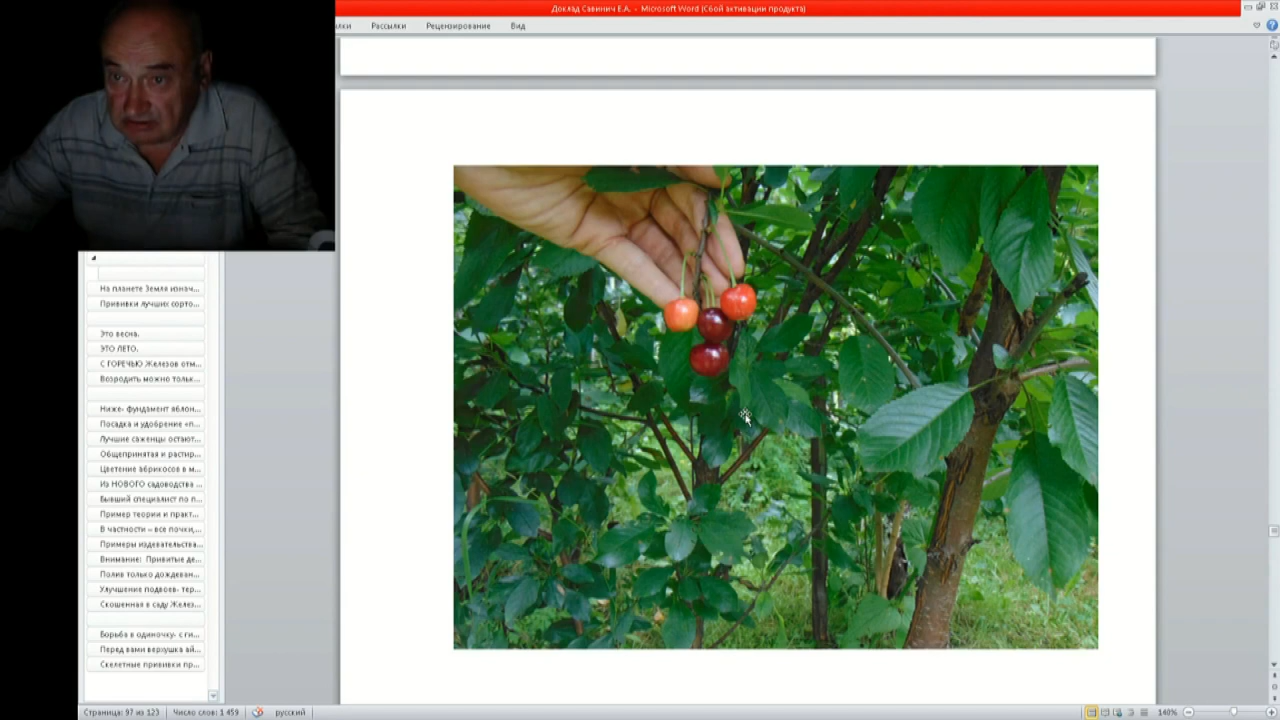 Доклад Савинич Е.А. - Microsoft Word (Сбой активации продукта)
лки Рассылки Рецензирование Вид
На планете Земля изнач...
Прививки лучших сорто...
Это весна.
ЭТО ЛЕТО.
С ГОРЕЧЬЮ Железов отм...
Возродить можно тольк...
Ниже- фундамент яблон...
Посадка и удобрение «п...
Лучшие саженцы остают...
Общепринятая и растир...
Цветение абрикосов в м...
Из НОВОГО садоводства ...
Бывший специалист по п...
Пример теории и практ...
В частности – все почки,...
Примеры издевательства...
Внимание: Привитые де...
Полив только дождеван...
Улучшение подвоев- тер...
Скошенная в саду Желез...
Борьба в одиночку- с ги...
Перед вами верхушка ай...
Скелетные прививки пр...
Страница: 97 из 123 Число слов: 1 459 русский 140%